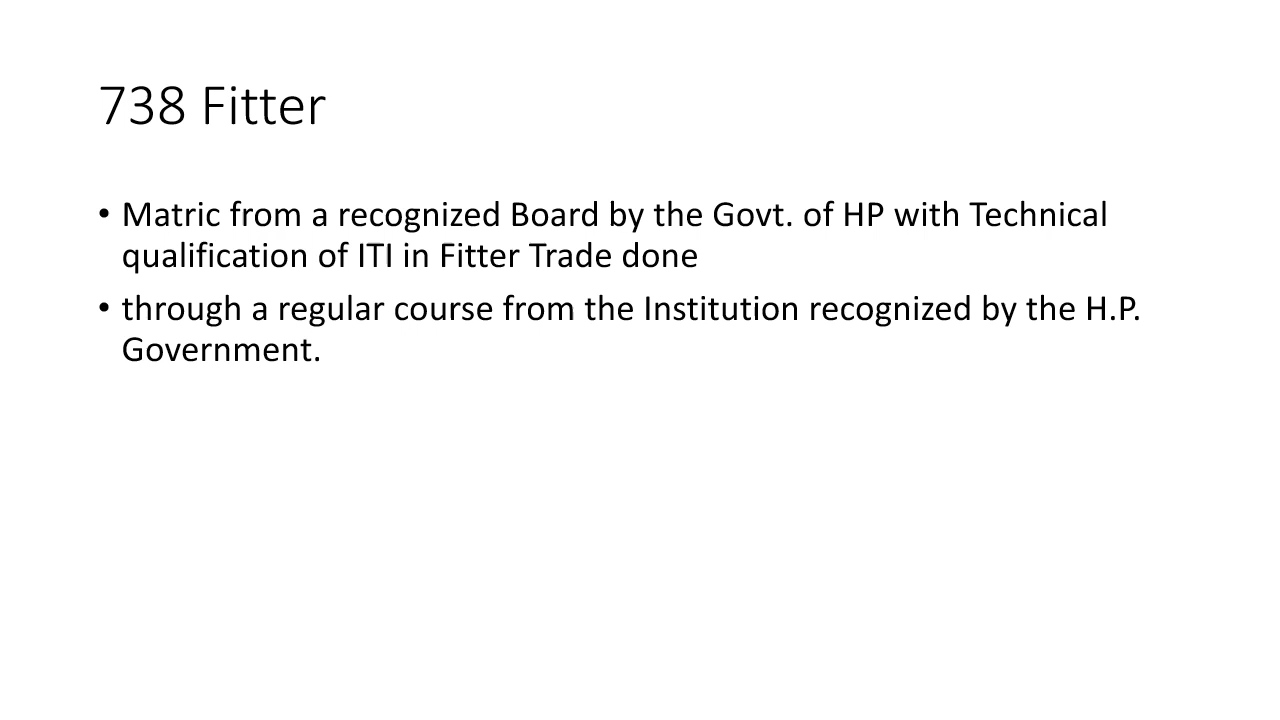 738 Fitter
• Matric from a recognized Board by the Govt. of HP with Technical
qualification of ITI in Fitter Trade done
• through a regular course from the Institution recognized by the H.P.
Government.